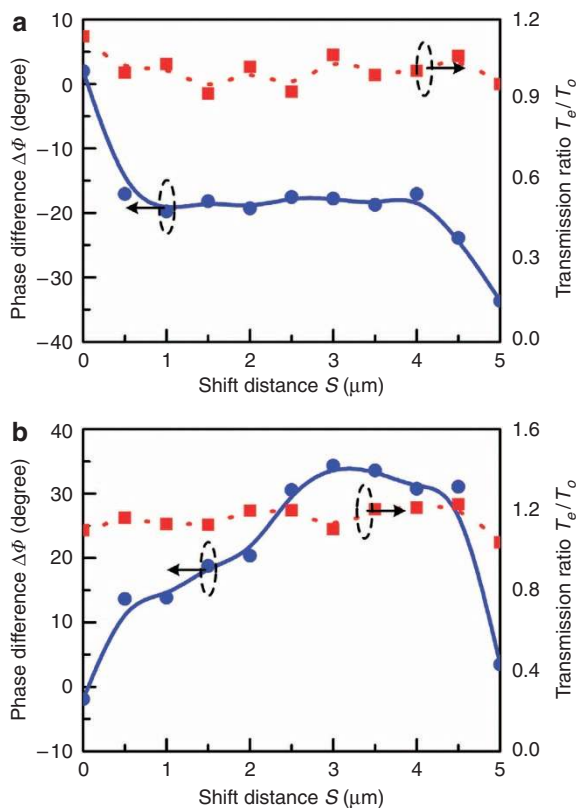 a
10
0
−10
−20
−30
−40
Phase difference ΔΦ (degree)
1.2
0.9
0.6
0.3
0.0
Transmission ratio Te/To
0 1 2 3 4 5
Shift distance S (μm)
b
40
30
20
10
0
−10
Phase difference ΔΦ (degree)
1.6
1.2
0.8
0.4
0.0
Transmission ratio Te/To
0 1 2 3 4 5
Shift distance S (μm)